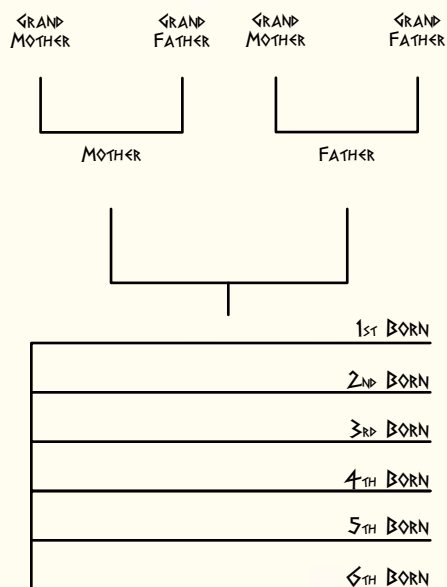 GRAND MOTHER
GRAND FATHER
GRAND MOTHER
GRAND FATHER
MOTHER
FATHER
1ST BORN
2ND BORN
3RD BORN
4TH BORN
5TH BORN
6TH BORN